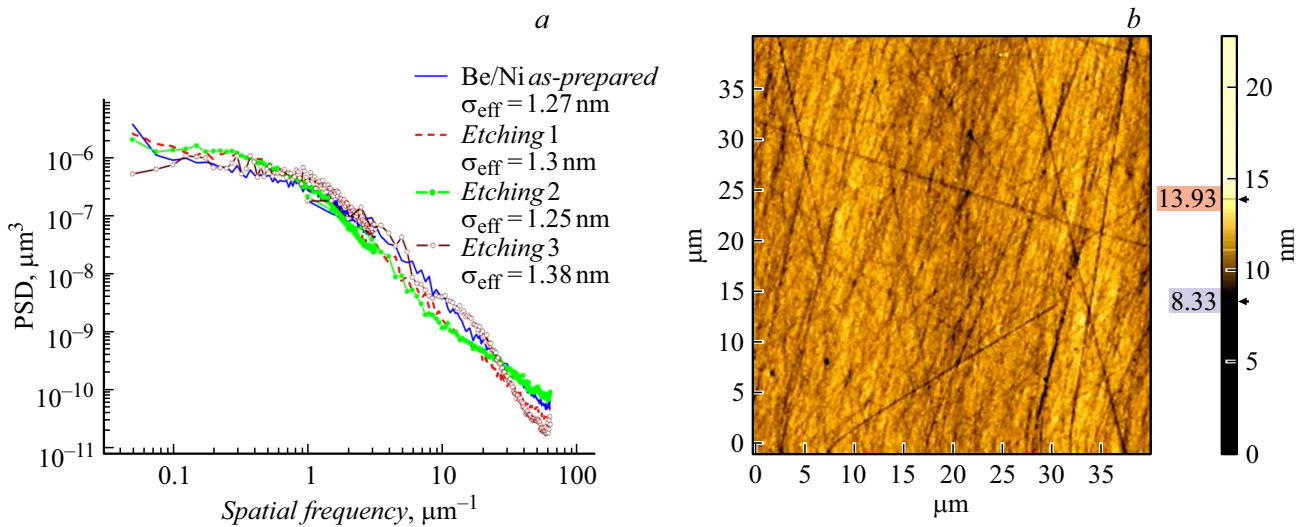 a
Be/Ni as-prepared
σeff = 1.27 nm
Etching 1
σeff = 1.3 nm
Etching 2
σeff = 1.25 nm
Etching 3
σeff = 1.38 nm
PSD, μm³
10⁻⁶
10⁻⁷
10⁻⁸
10⁻⁹
10⁻¹⁰
10⁻¹¹
0.1 1 10 100
Spatial frequency, μm⁻¹
b
μm
35
30
25
20
15
10
5
0
0 5 10 15 20 25 30 35
μm
13.93
8.33
20
15
10
5
0
nm